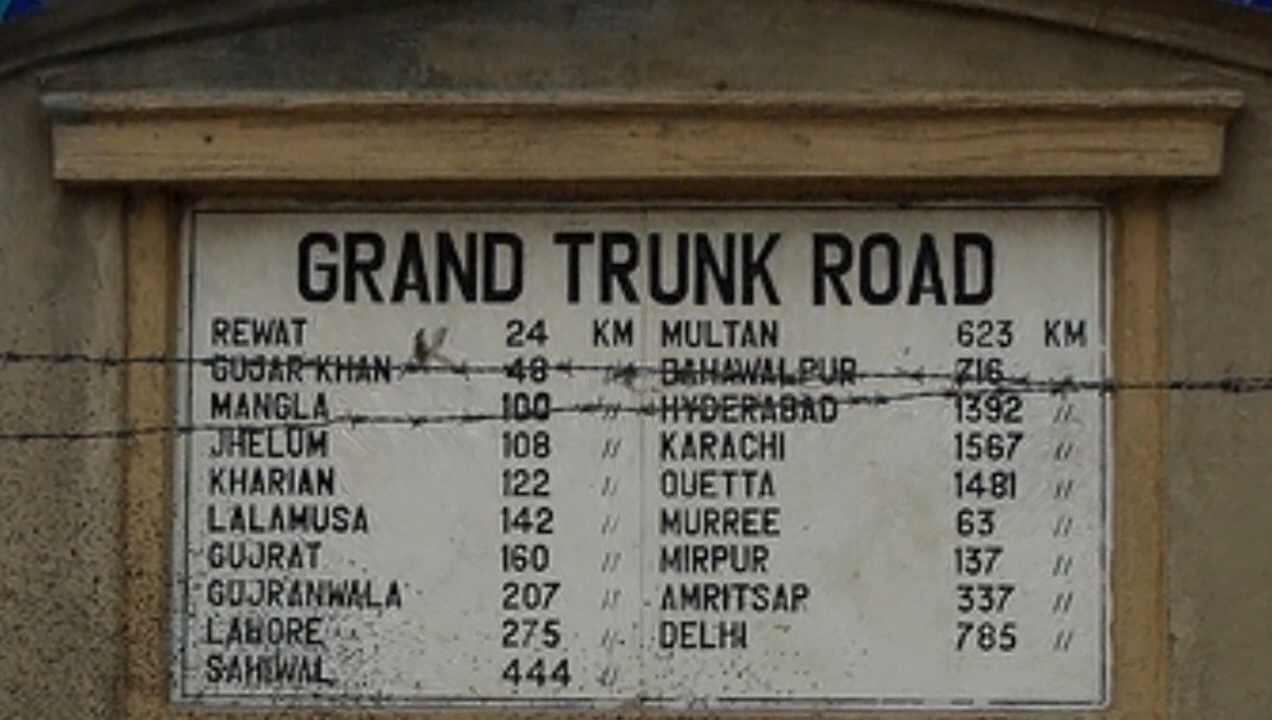 GRAND TRUNK ROAD
REWAT 24 KM MULTAN 623 KM
GUJAR KHAN 48 " BAHAWALPUR 716 "
MANGLA 100 " HYDERABAD 1392 "
JHELUM 108 " KARACHI 1567 "
KHARIAN 122 " QUETTA 1481 "
LALAMUSA 142 " MURREE 63 "
GUJRAT 160 " MIRPUR 137 "
GUJRANWALA 207 " AMRITSAR 337 "
LAHORE 275 " DELHI 785 "
SAHIWAL 444 "